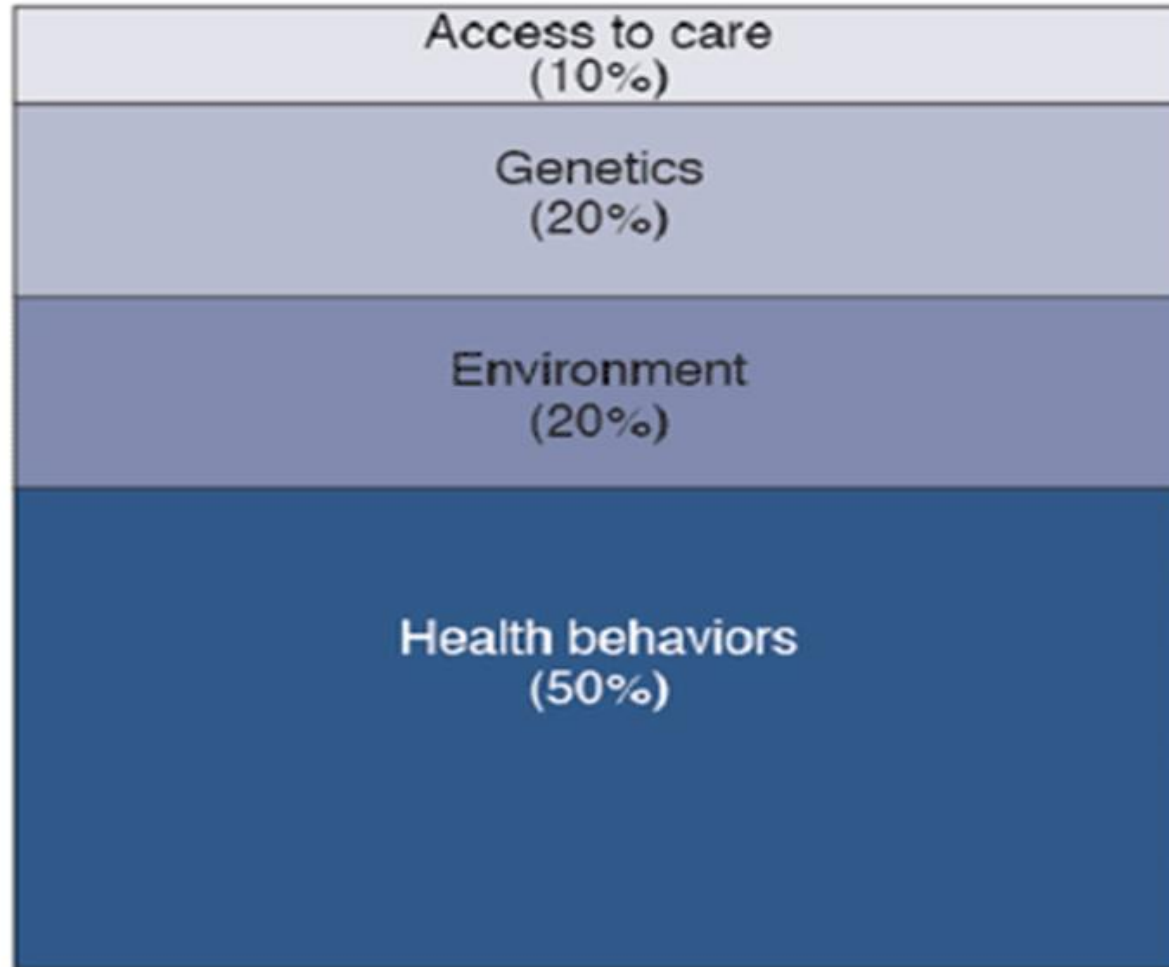 Access to care
(10%)
Genetics
(20%)
Environment
(20%)
Health behaviors
(50%)